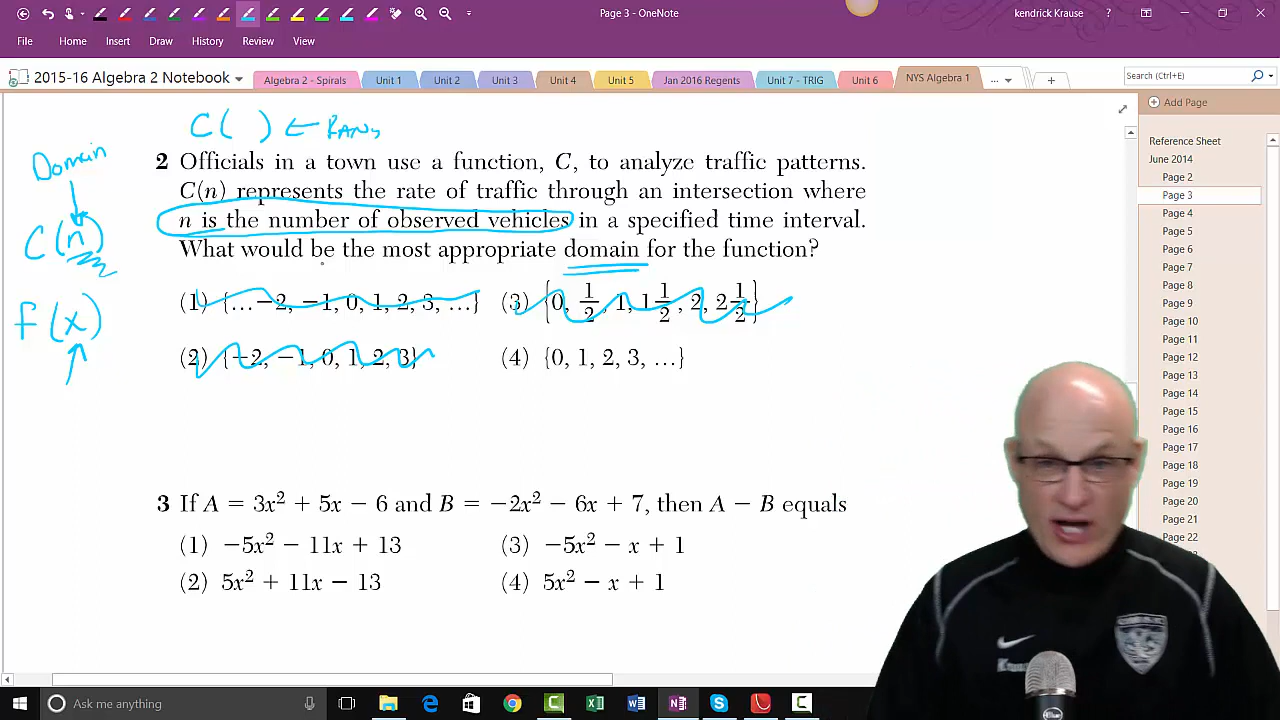 Page 3 - OneNote
kendrick Krause
?
File
Home
Insert
Draw
History
Review
View
2015-16 Algebra 2 Notebook
Algebra 2 - Spirals
Unit 1
Unit 2
Unit 3
Unit 4
Unit 5
Jan 2016 Regents
Unit 7 - TRIG
Unit 6
NYS Algebra 1
...
Search (Ctrl+E)
Add Page
Reference Sheet
June 2014
Page 2
Page 3
Page 4
Page 5
Page 6
Page 7
Page 8
Page 9
Page 10
Page 11
Page 12
Page 13
Page 14
Page 15
Page 16
Page 17
Page 18
Page 19
Page 20
Page 21
Page 22
C( ) ←
Domain
C(n)
f(x)
2 Officials in a town use a function, C, to analyze traffic patterns.
C(n) represents the rate of traffic through an intersection where
n is the number of observed vehicles in a specified time interval.
What would be the most appropriate domain for the function?
(1) {…−2, −1, 0, 1, 2, 3, …}
(3) {0, 1/2, 1, 1 1/2, 2, 2 1/2}
(2) {−2, −1, 0, 1, 2, 3}
(4) {0, 1, 2, 3, …}
3 If A = 3x² + 5x − 6 and B = −2x² − 6x + 7, then A − B equals
(1) −5x² − 11x + 13
(3) −5x² − x + 1
(2) 5x² + 11x − 13
(4) 5x² − x + 1
Ask me anything